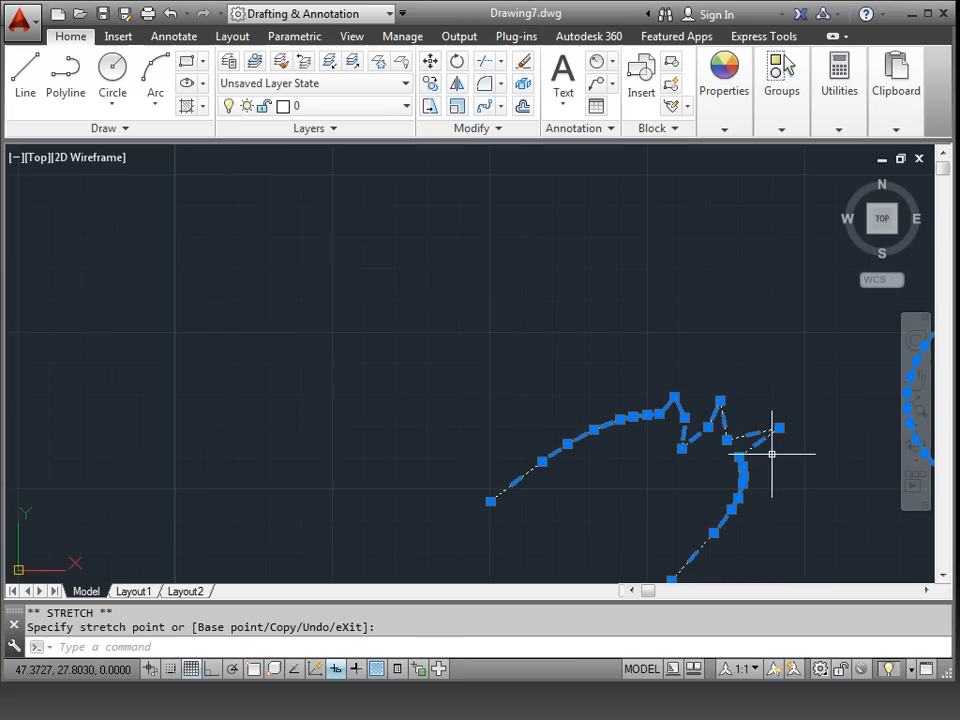 Drafting & Annotation
Drawing7.dwg
Sign In
Home Insert Annotate Layout Parametric View Manage Output Plug-ins Autodesk 360 Featured Apps Express Tools
Line Polyline Circle Arc
Unsaved Layer State
0
Text
Insert
Properties Groups Utilities Clipboard
Draw Layers Modify Annotation Block
[−][Top][2D Wireframe]
N
W TOP E
S
WCS
Y
X
Model Layout1 Layout2
** STRETCH **
Specify stretch point or [Base point/Copy/Undo/eXit]:
Type a command
47.3727, 27.8030, 0.0000
MODEL
1:1